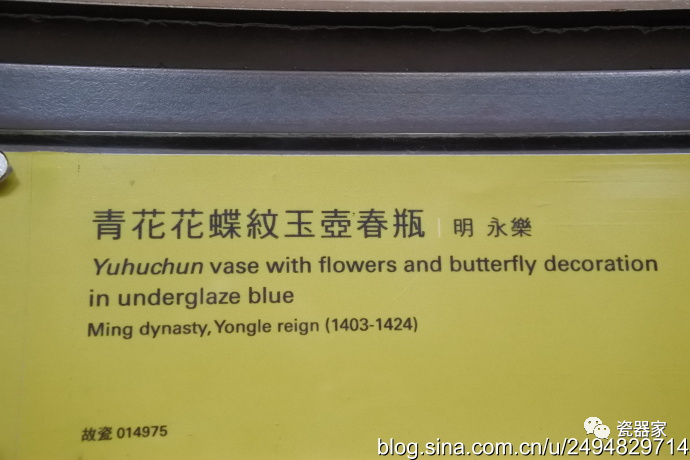 青花花蝶紋玉壺春瓶 | 明 永樂
Yuhuchun vase with flowers and butterfly decoration
in underglaze blue
Ming dynasty, Yongle reign (1403-1424)
故瓷 014975
瓷器家
blog.sina.com.cn/u/2494829714